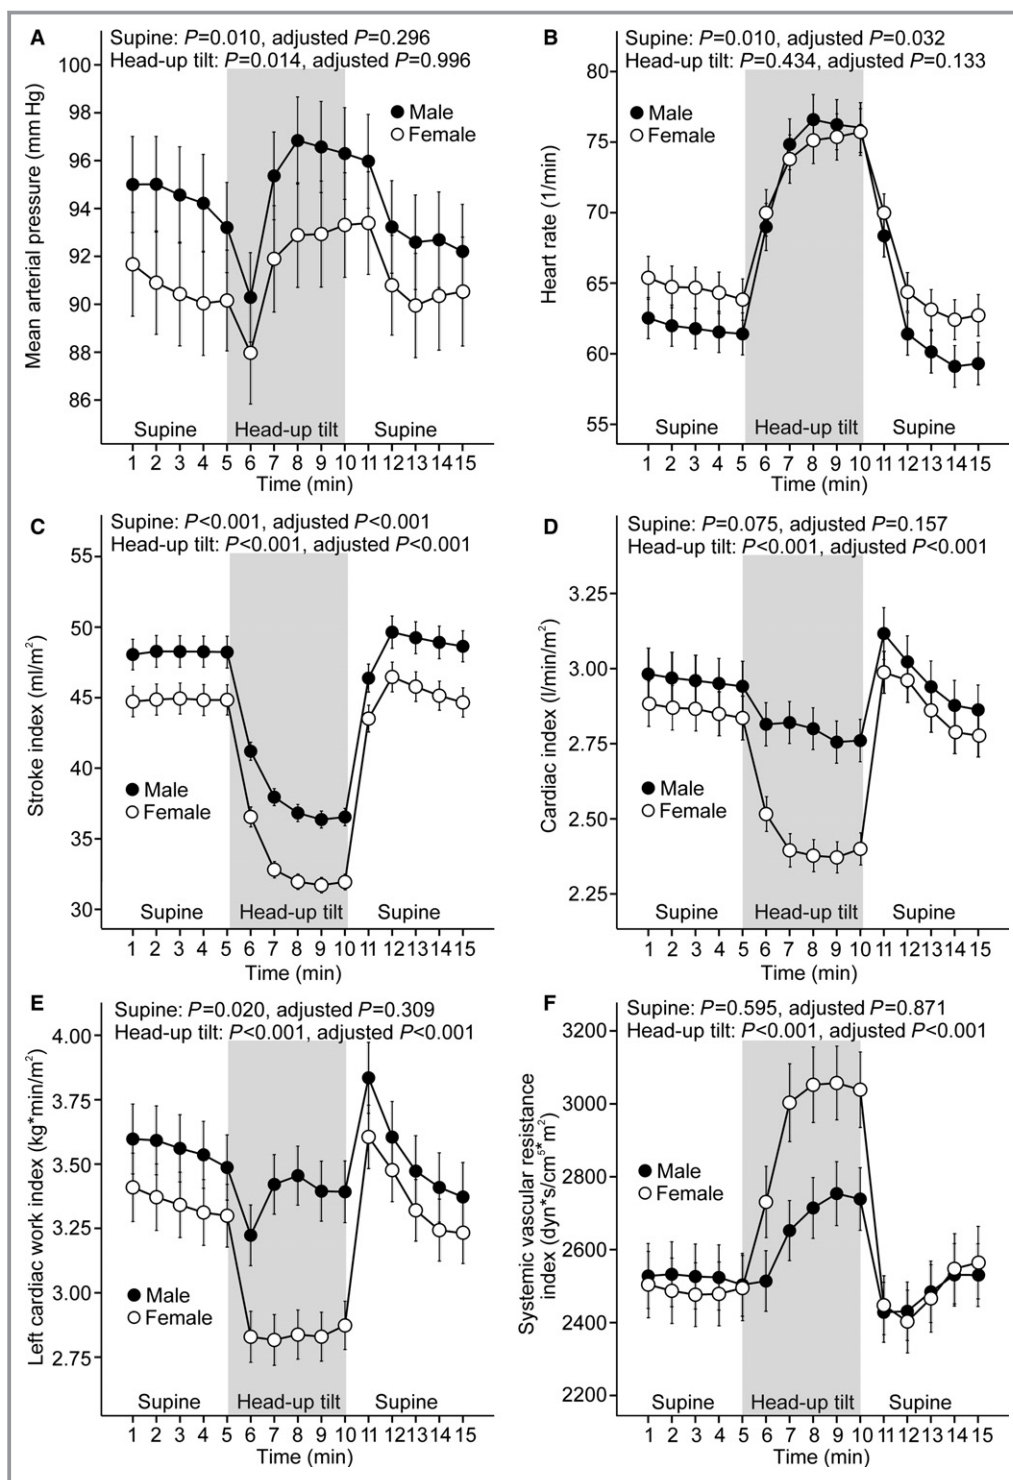 A
Supine: P=0.010, adjusted P=0.296
Head-up tilt: P=0.014, adjusted P=0.996
Mean arterial pressure (mm Hg)
100
98
96
94
92
90
88
86
Male
Female
Supine Head-up tilt Supine
1 2 3 4 5 6 7 8 9 10 11 12 13 14 15
Time (min)
B
Supine: P=0.010, adjusted P=0.032
Head-up tilt: P=0.434, adjusted P=0.133
Heart rate (1/min)
80
75
70
65
60
55
Male
Female
Supine Head-up tilt Supine
1 2 3 4 5 6 7 8 9 10 11 12 13 14 15
Time (min)
C
Supine: P<0.001, adjusted P<0.001
Head-up tilt: P<0.001, adjusted P<0.001
Stroke index (ml/m²)
55
50
45
40
35
30
Male
Female
Supine Head-up tilt Supine
1 2 3 4 5 6 7 8 9 10 11 12 13 14 15
Time (min)
D
Supine: P=0.075, adjusted P=0.157
Head-up tilt: P<0.001, adjusted P<0.001
Cardiac index (l/min/m²)
3.25
3.00
2.75
2.50
2.25
Male
Female
Supine Head-up tilt Supine
1 2 3 4 5 6 7 8 9 10 11 12 13 14 15
Time (min)
E
Supine: P=0.020, adjusted P=0.309
Head-up tilt: P<0.001, adjusted P<0.001
Left cardiac work index (kg*min/m²)
4.00
3.75
3.50
3.25
3.00
2.75
Male
Female
Supine Head-up tilt Supine
1 2 3 4 5 6 7 8 9 10 11 12 13 14 15
Time (min)
F
Supine: P=0.595, adjusted P=0.871
Head-up tilt: P<0.001, adjusted P<0.001
Systemic vascular resistance
index (dyn*s/cm⁵*m²)
3200
3000
2800
2600
2400
2200
Male
Female
Supine Head-up tilt Supine
1 2 3 4 5 6 7 8 9 10 11 12 13 14 15
Time (min)